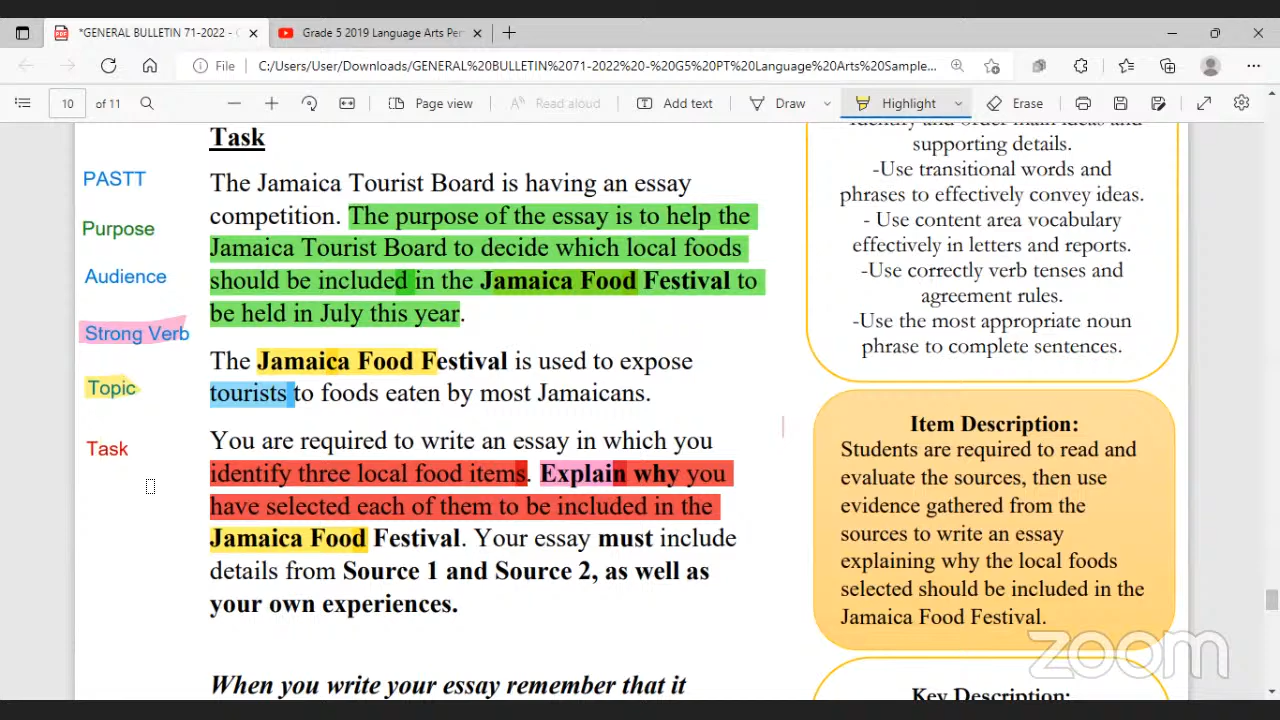 *GENERAL BULLETIN 71-2022 - G
Grade 5 2019 Language Arts Per
File
C:/Users/User/Downloads/GENERAL%20BULLETIN%2071-2022%20-%20G5%20PT%20Language%20Arts%20Sample...
10 of 11
Page view
Read aloud
Add text
Draw
Highlight
Erase
PASTT
Purpose
Audience
Strong Verb
Topic
Task
Task
The Jamaica Tourist Board is having an essay
competition. The purpose of the essay is to help the
Jamaica Tourist Board to decide which local foods
should be included in the Jamaica Food Festival to
be held in July this year.
The Jamaica Food Festival is used to expose
tourists to foods eaten by most Jamaicans.
You are required to write an essay in which you
identify three local food items. Explain why you
have selected each of them to be included in the
Jamaica Food Festival. Your essay must include
details from Source 1 and Source 2, as well as
your own experiences.
When you write your essay remember that it
identify and order main ideas and
supporting details.
-Use transitional words and
phrases to effectively convey ideas.
- Use content area vocabulary
effectively in letters and reports.
-Use correctly verb tenses and
agreement rules.
-Use the most appropriate noun
phrase to complete sentences.
Item Description:
Students are required to read and
evaluate the sources, then use
evidence gathered from the
sources to write an essay
explaining why the local foods
selected should be included in the
Jamaica Food Festival.
Key Description:
zoom